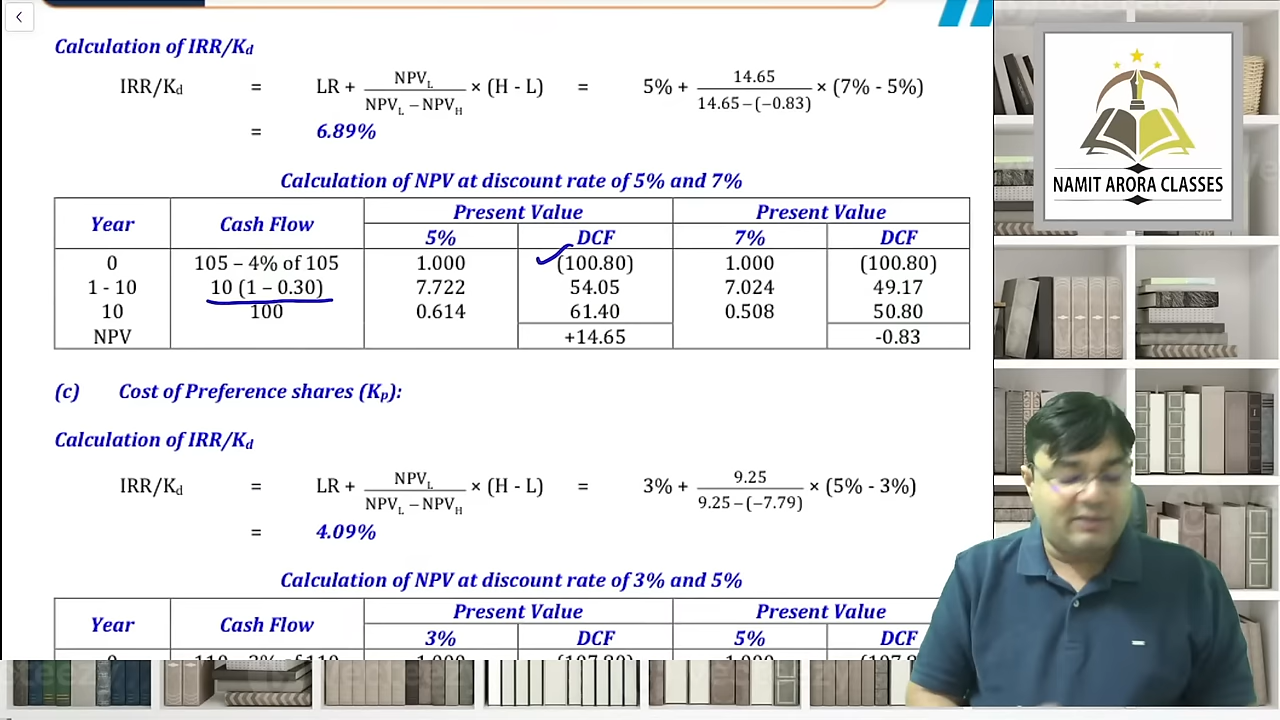 Calculation of IRR/Kd
IRR/Kd = LR + NPVL / NPVL – NPVH × (H - L) = 5% + 14.65 / 14.65 – (–0.83) × (7% - 5%)
= 6.89%
Calculation of NPV at discount rate of 5% and 7%
Year Cash Flow Present Value Present Value
5% DCF 7% DCF
0 105 – 4% of 105 1.000 (100.80) 1.000 (100.80)
1 - 10 10 (1 – 0.30) 7.722 54.05 7.024 49.17
10 100 0.614 61.40 0.508 50.80
NPV +14.65 -0.83
(c) Cost of Preference shares (Kp):
Calculation of IRR/Kd
IRR/Kd = LR + NPVL / NPVL – NPVH × (H - L) = 3% + 9.25 / 9.25 – (–7.79) × (5% - 3%)
= 4.09%
Calculation of NPV at discount rate of 3% and 5%
Year Cash Flow Present Value Present Value
3% DCF 5% DCF
NAMIT ARORA CLASSES